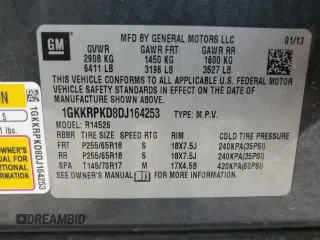 GM
MFD BY GENERAL MOTORS LLC
01/13
GVWR GAWR FRT GAWR RR
2908 KG 1450 KG 1600 KG
6411 LB 3196 LB 3527 LB
THIS VEHICLE CONFORMS TO ALL APPLICABLE U.S. FEDERAL MOTOR
VEHICLE SAFETY AND THEFT PREVENTION STANDARDS IN EFFECT
ON THE DATE OF MANUFACTURE SHOWN ABOVE.
1GKKRPKD8DJ164253 TYPE: M.P.V.
MODEL: R14526
RBBR TIRE SIZE SPEED RTG RIM COLD TIRE PRESSURE
FRT P255/65R18 S 18X7.5J 240KPA(35PSI)
RR P255/65R18 S 18X7.5J 240KPA(35PSI)
SPA T145/70R17 M 17X4.5B 420KPA(60PSI)
SEE OWNER'S MANUAL FOR ADDITIONAL INFORMATION.
1GKKRPKD8DJ164253